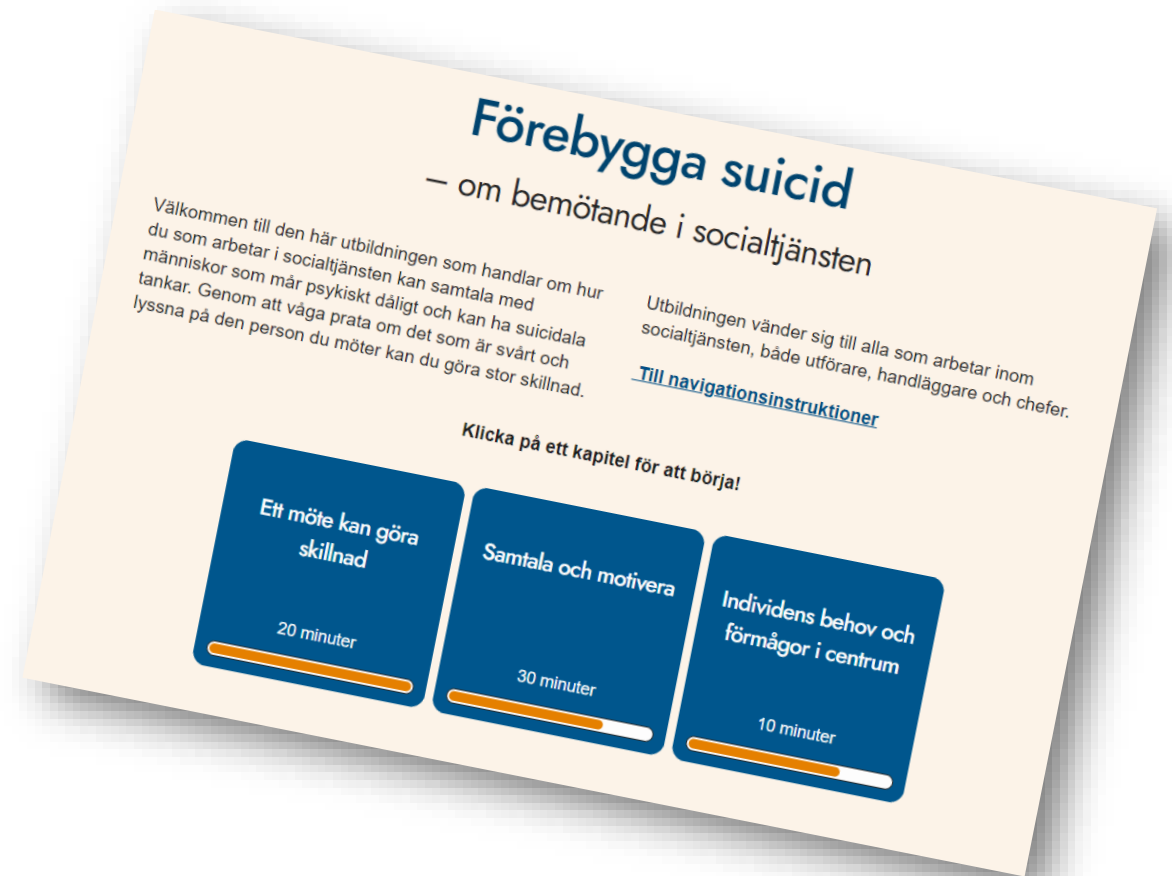 Förebygga suicid
– om bemötande i socialtjänsten
Välkommen till den här utbildningen som handlar om hur
du som arbetar i socialtjänsten kan samtala med
människor som mår psykiskt dåligt och kan ha suicidala
tankar. Genom att våga prata om det som är svårt och
lyssna på den person du möter kan du göra stor skillnad.
Utbildningen vänder sig till alla som arbetar inom
socialtjänsten, både utförare, handläggare och chefer.
Till navigationsinstruktioner
Klicka på ett kapitel för att börja!
Ett möte kan göra
skillnad
20 minuter
Samtala och motivera
30 minuter
Individens behov och
förmågor i centrum
10 minuter